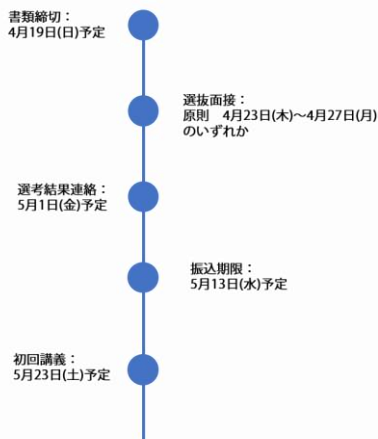 書類締切：
4月19日(日)予定
選抜面接：
原則　4月23日(木)～4月27日(月)
のいずれか
選考結果連絡：
5月1日(金)予定
振込期限：
5月13日(水)予定
初回講義：
5月23日(土)予定